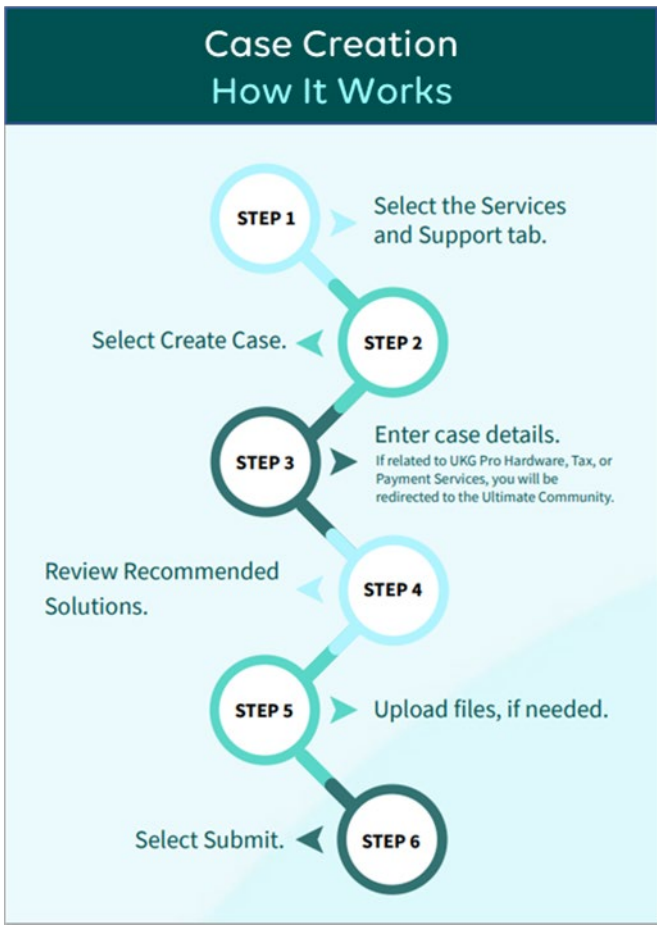 Case Creation
How It Works
STEP 1
Select the Services
and Support tab.
Select Create Case.
STEP 2
STEP 3
Enter case details.
If related to UKG Pro Hardware, Tax, or
Payment Services, you will be
redirected to the Ultimate Community.
Review Recommended
Solutions.
STEP 4
STEP 5
Upload files, if needed.
Select Submit.
STEP 6